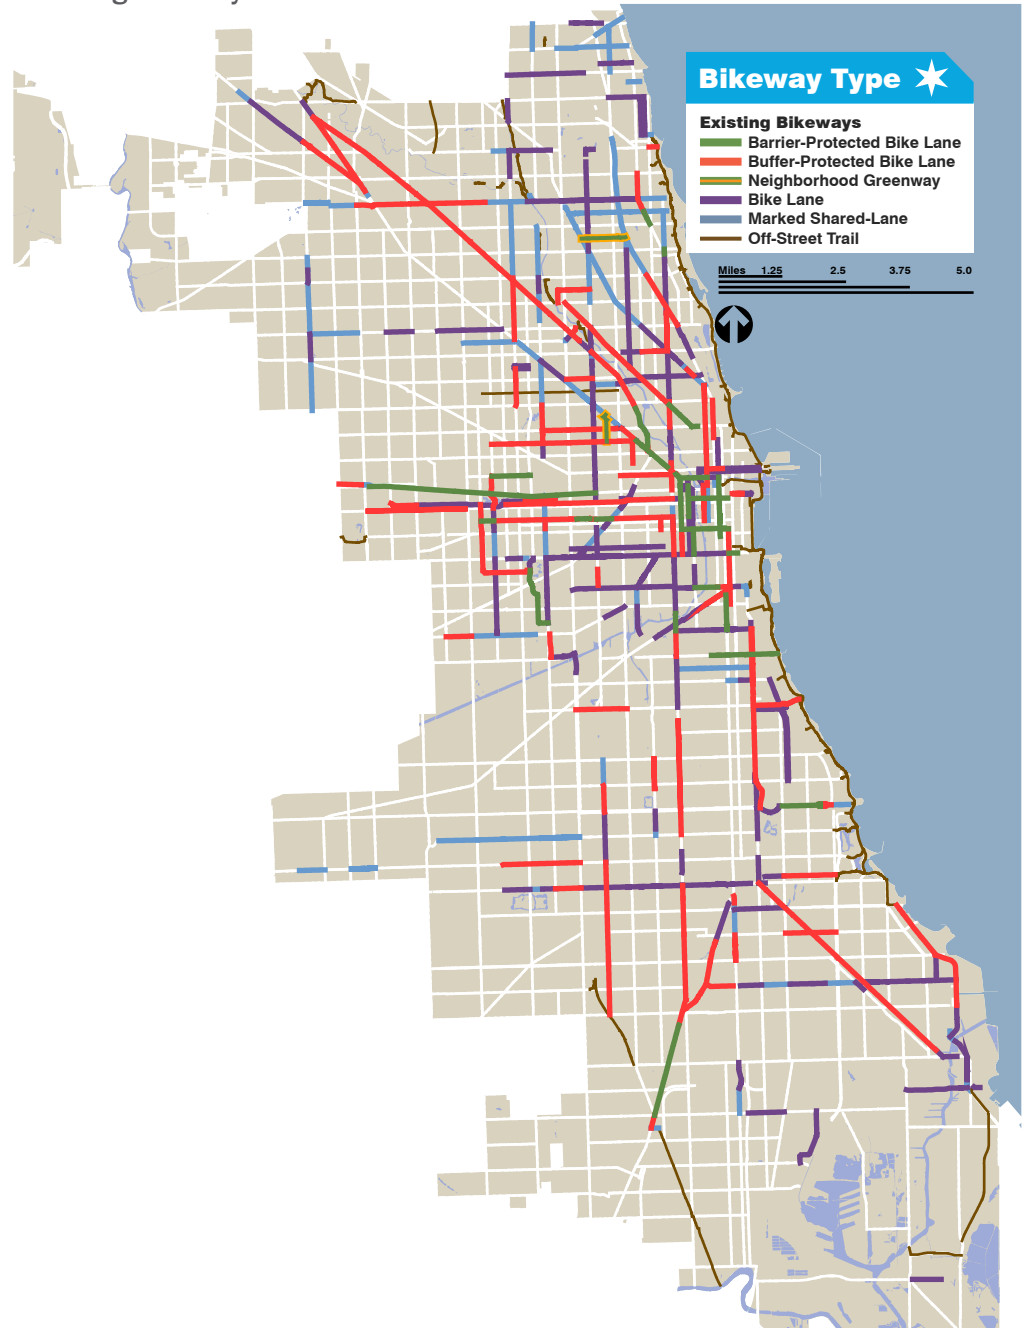 Bikeway Type
Existing Bikeways
Barrier-Protected Bike Lane
Buffer-Protected Bike Lane
Neighborhood Greenway
Bike Lane
Marked Shared-Lane
Off-Street Trail
Miles 1.25 2.5 3.75 5.0